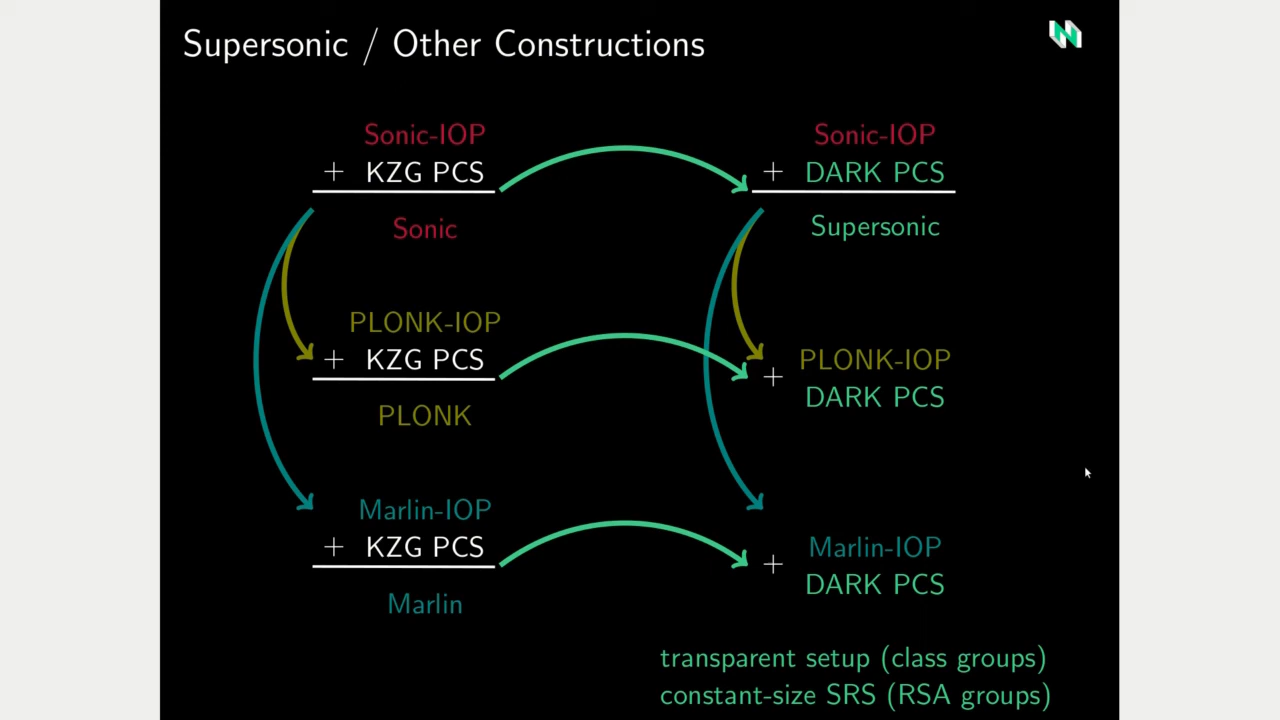 Supersonic / Other Constructions
Sonic-IOP
+ KZG PCS
Sonic
Sonic-IOP
+ DARK PCS
Supersonic
PLONK-IOP
+ KZG PCS
PLONK
PLONK-IOP
+
DARK PCS
Marlin-IOP
+ KZG PCS
Marlin
Marlin-IOP
+
DARK PCS
transparent setup (class groups)
constant-size SRS (RSA groups)